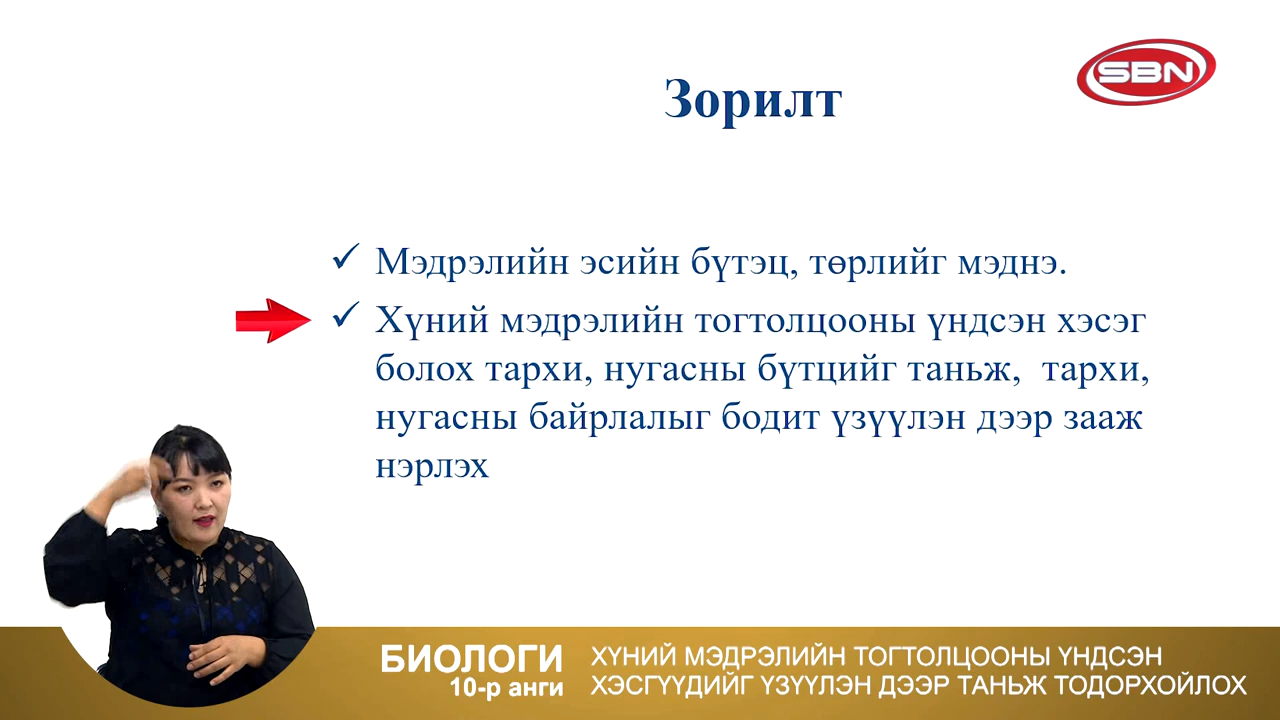 SBN
Зорилт
✓ Мэдрэлийн эсийн бүтэц, төрлийг мэднэ.
✓ Хүний мэдрэлийн тогтолцооны үндсэн хэсэг
болох тархи, нугасны бүтцийг таньж, тархи,
нугасны байрлалыг бодит үзүүлэн дээр зааж
нэрлэх
БИОЛОГИ
10-р анги
ХҮНИЙ МЭДРЭЛИЙН ТОГТОЛЦООНЫ ҮНДСЭН
ХЭСГҮҮДИЙГ ҮЗҮҮЛЭН ДЭЭР ТАНЬЖ ТОДОРХОЙЛОХ